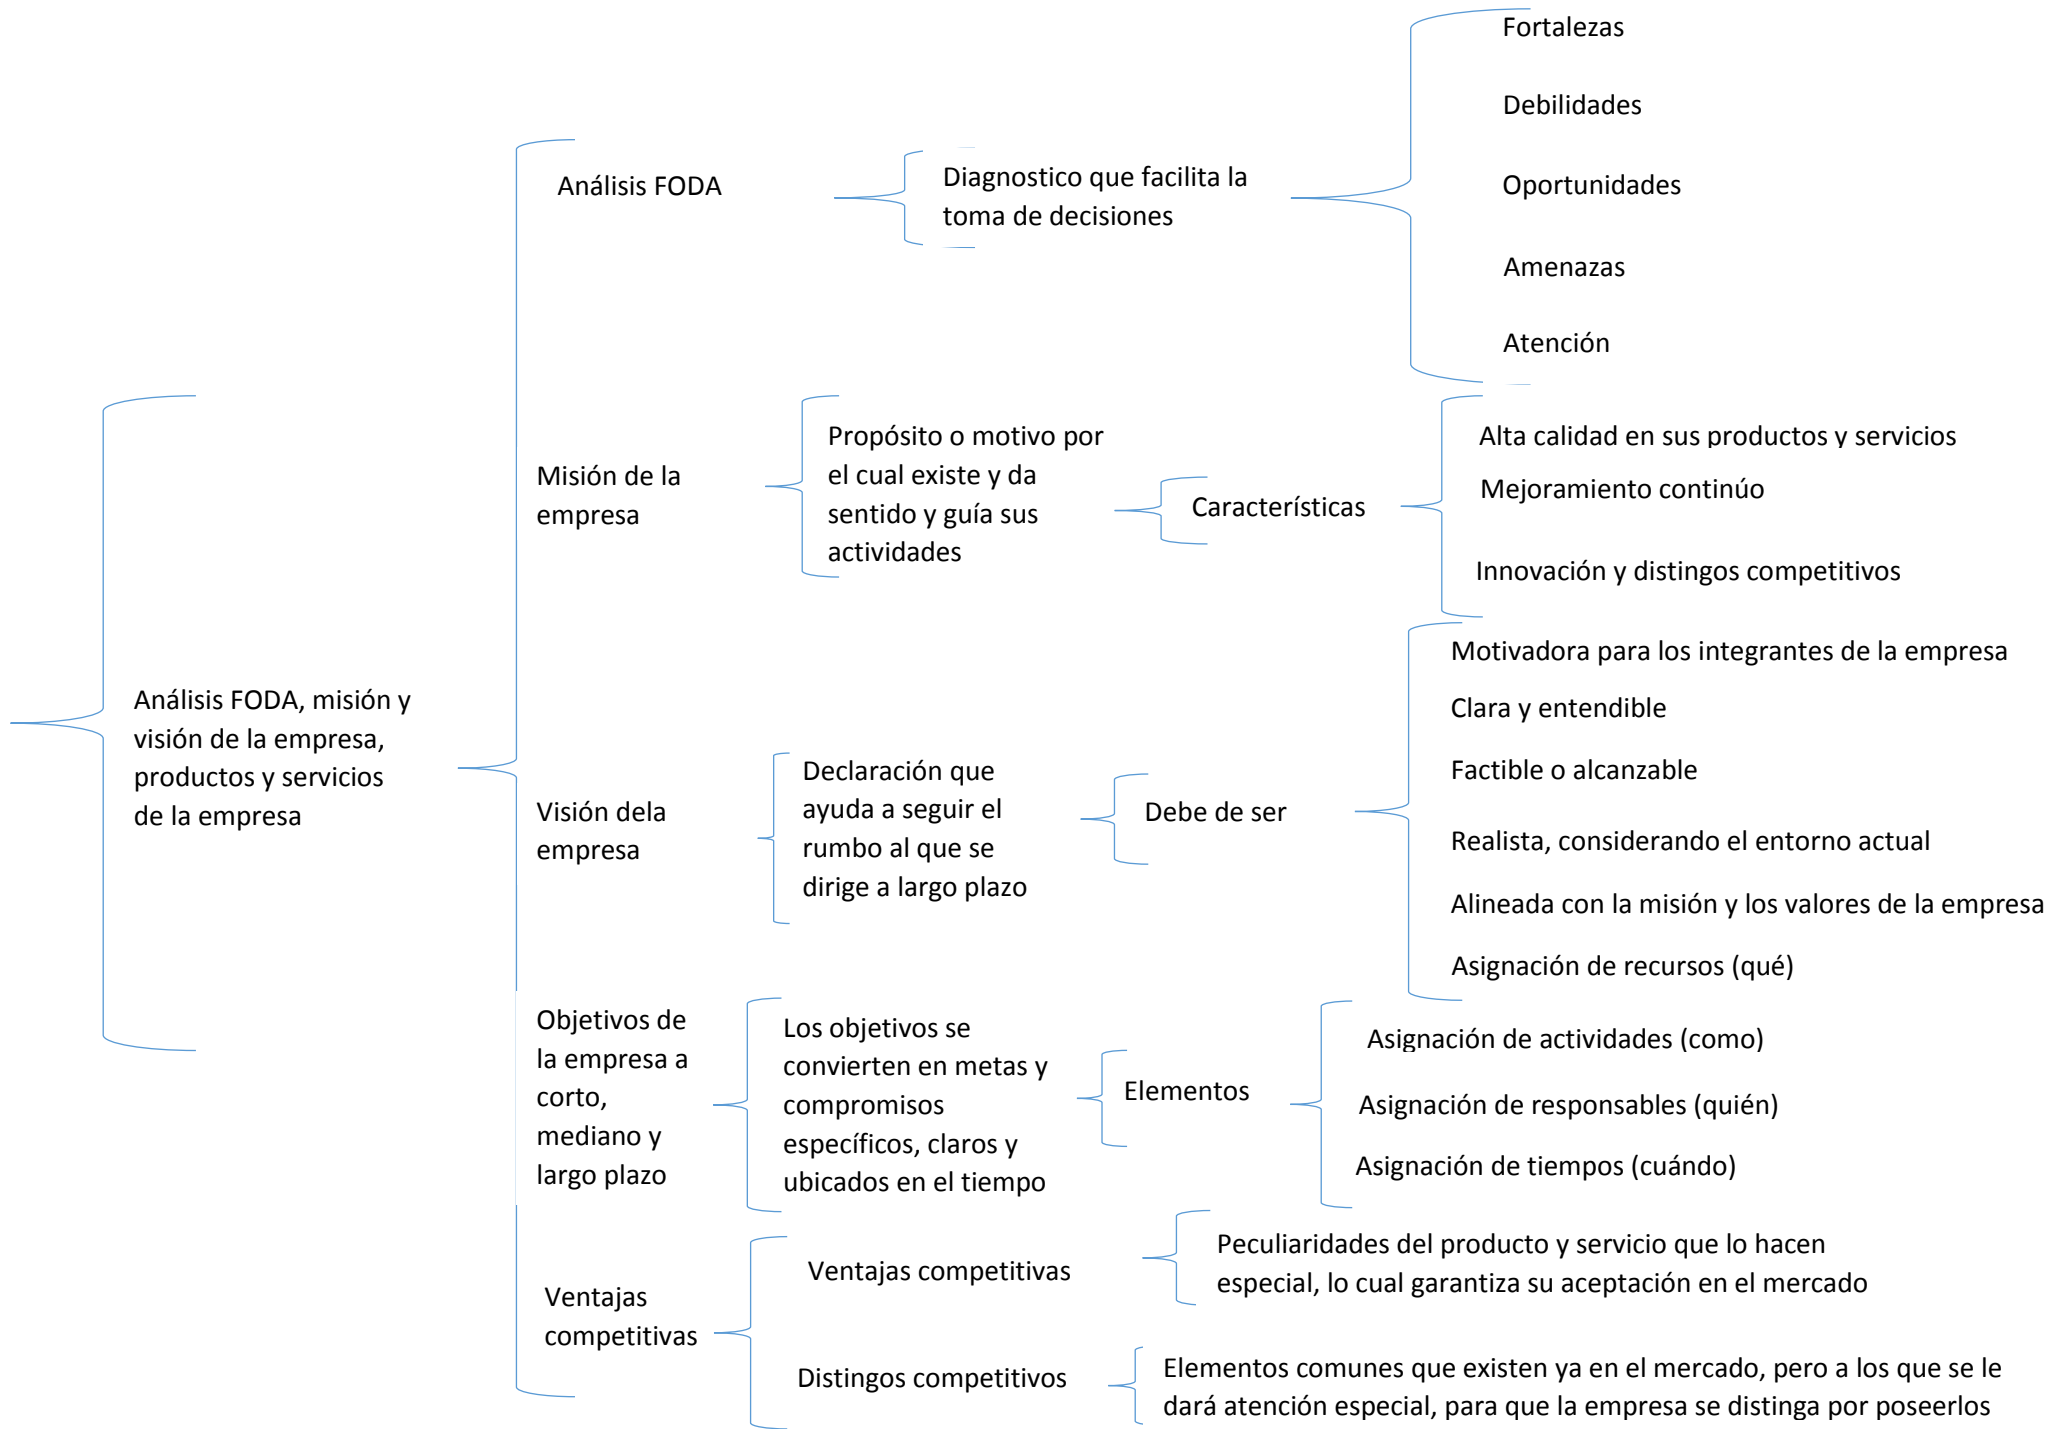 Análisis FODA, misión y
visión de la empresa,
productos y servicios
de la empresa
Análisis FODA
Diagnostico que facilita la
toma de decisiones
Fortalezas
Debilidades
Oportunidades
Amenazas
Atención
Misión de la
empresa
Propósito o motivo por
el cual existe y da
sentido y guía sus
actividades
Características
Alta calidad en sus productos y servicios
Mejoramiento continúo
Innovación y distingos competitivos
Visión dela
empresa
Declaración que
ayuda a seguir el
rumbo al que se
dirige a largo plazo
Debe de ser
Motivadora para los integrantes de la empresa
Clara y entendible
Factible o alcanzable
Realista, considerando el entorno actual
Alineada con la misión y los valores de la empresa
Asignación de recursos (qué)
Objetivos de
la empresa a
corto,
mediano y
largo plazo
Los objetivos se
convierten en metas y
compromisos
específicos, claros y
ubicados en el tiempo
Elementos
Asignación de actividades (como)
Asignación de responsables (quién)
Asignación de tiempos (cuándo)
Ventajas
competitivas
Ventajas competitivas
Peculiaridades del producto y servicio que lo hacen
especial, lo cual garantiza su aceptación en el mercado
Distingos competitivos
Elementos comunes que existen ya en el mercado, pero a los que se le
dará atención especial, para que la empresa se distinga por poseerlos